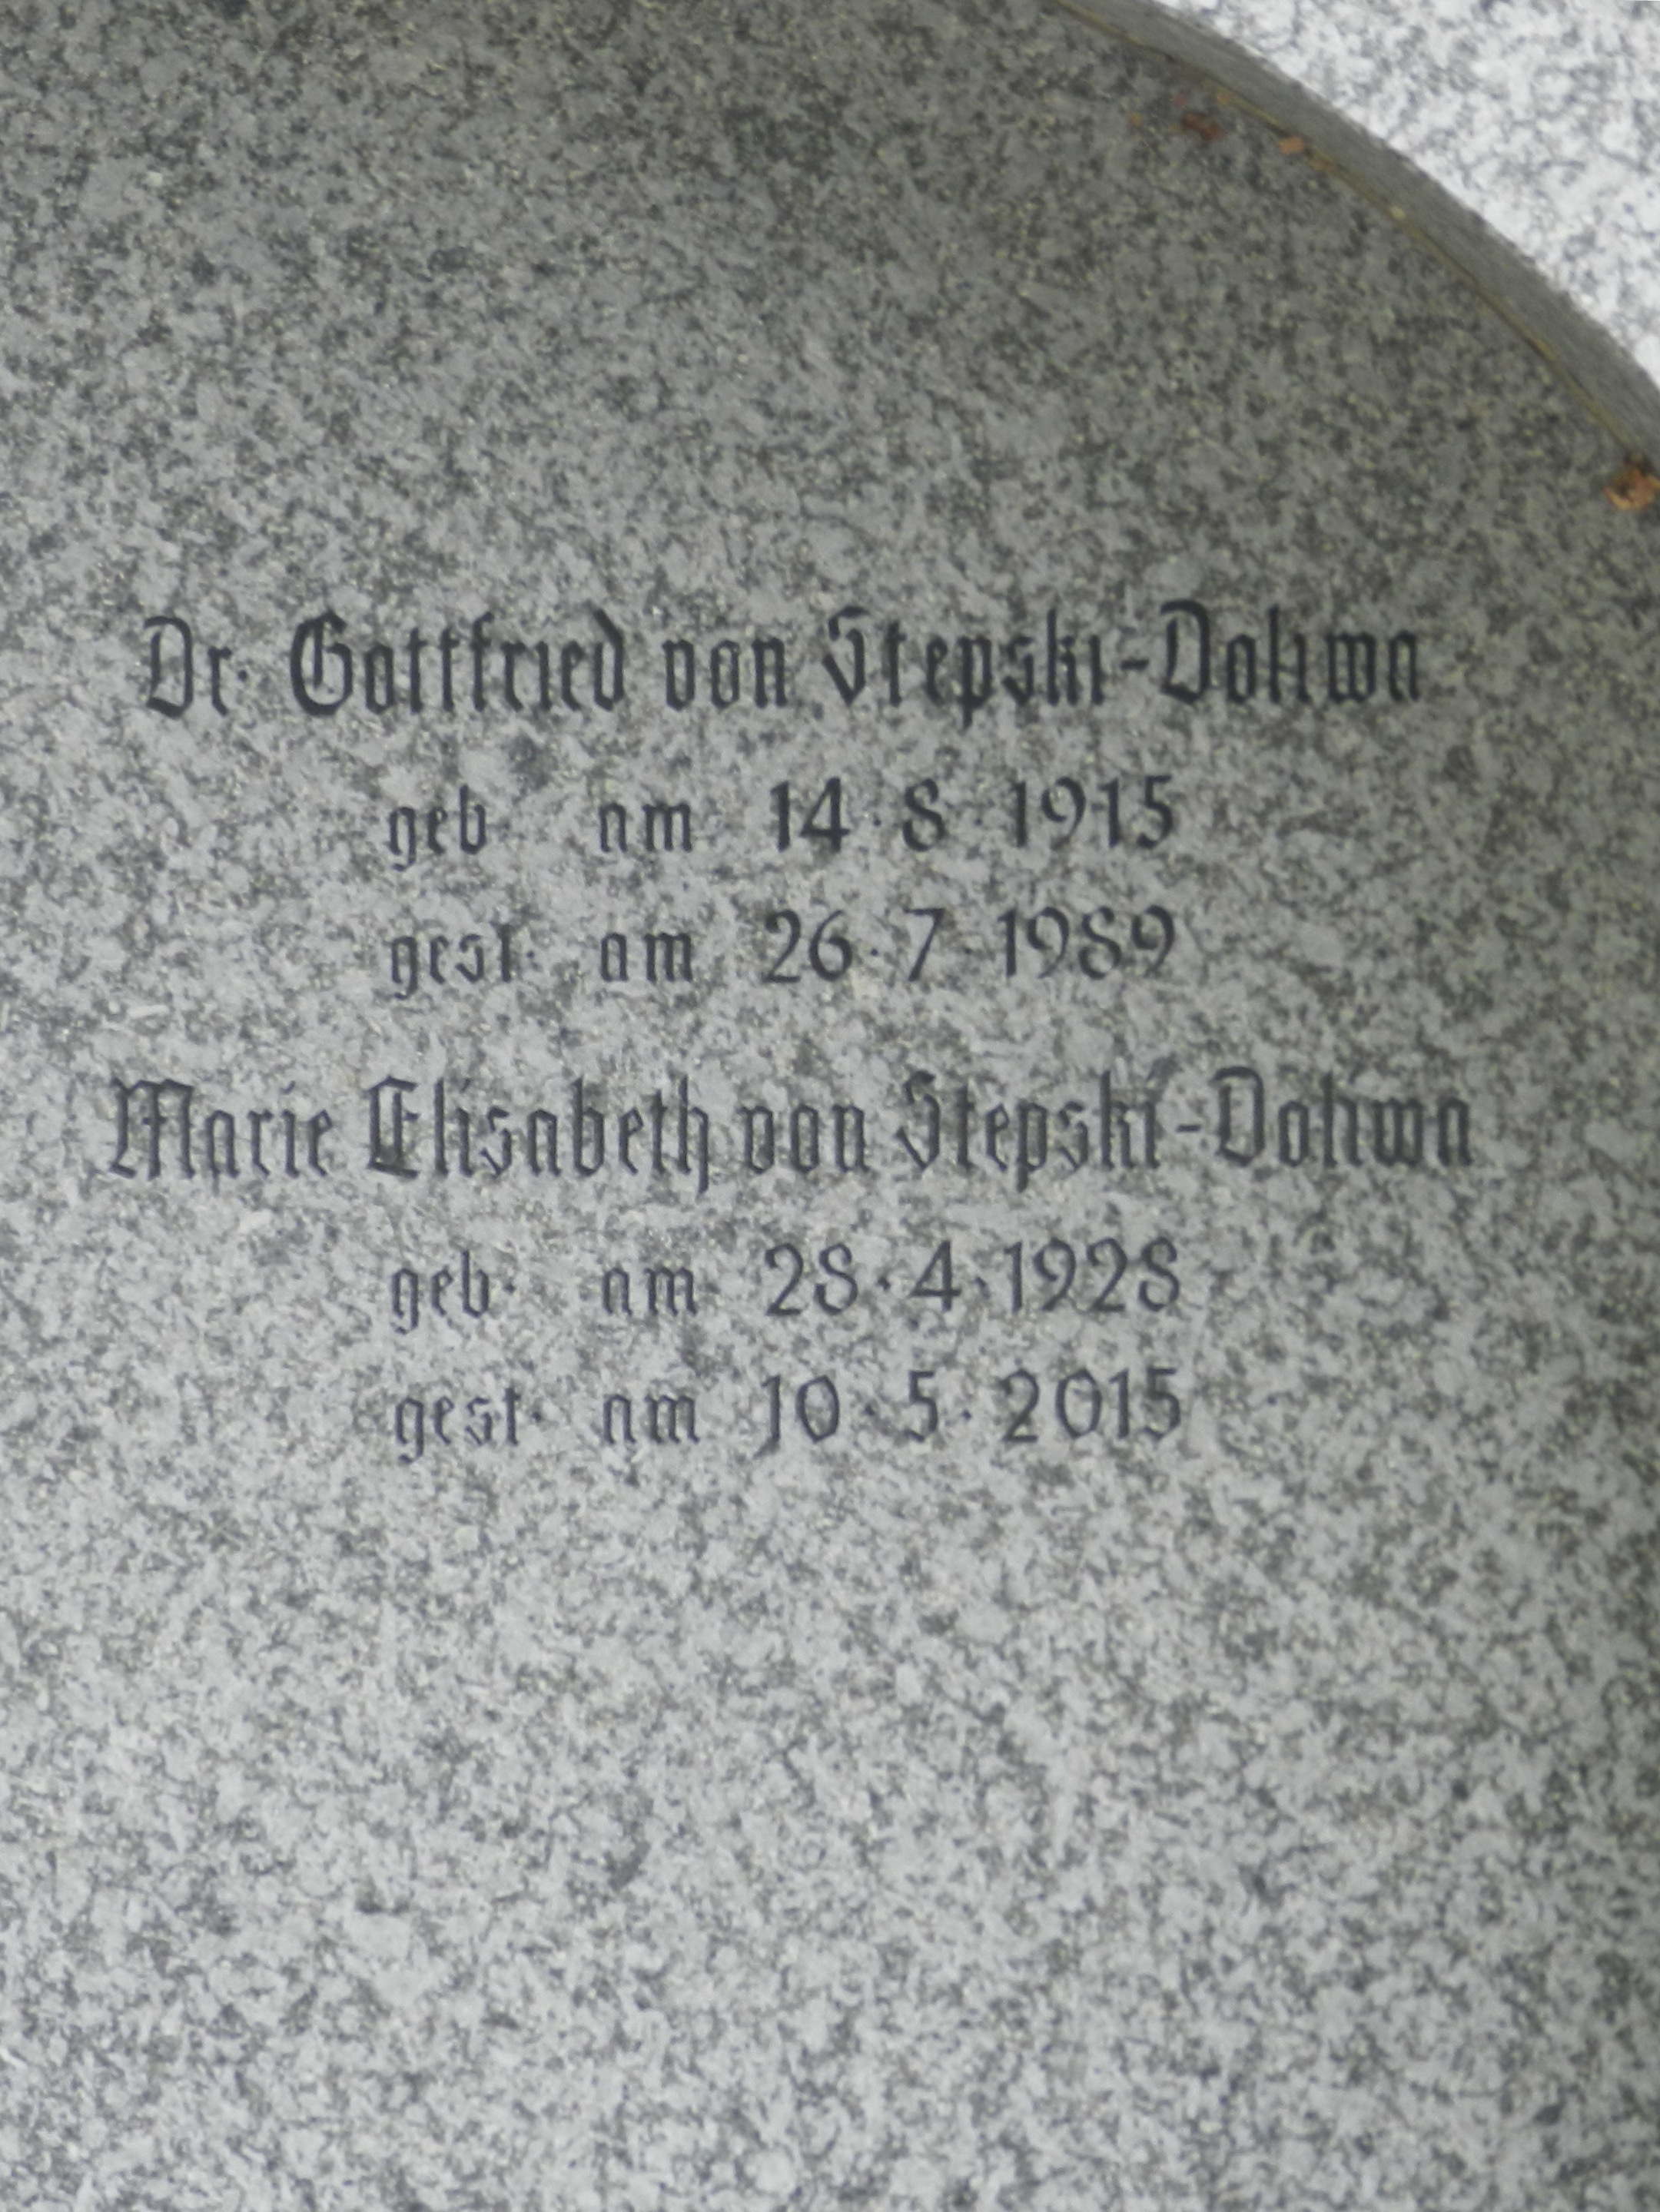 Dr. Gottfried von Stepski-Doliwa
geb. am 14.8.1915
gest. am 26.7.1989
Marie Elisabeth von Stepski-Doliwa
geb. am 28.4.1928
gest. am 10.5.2015